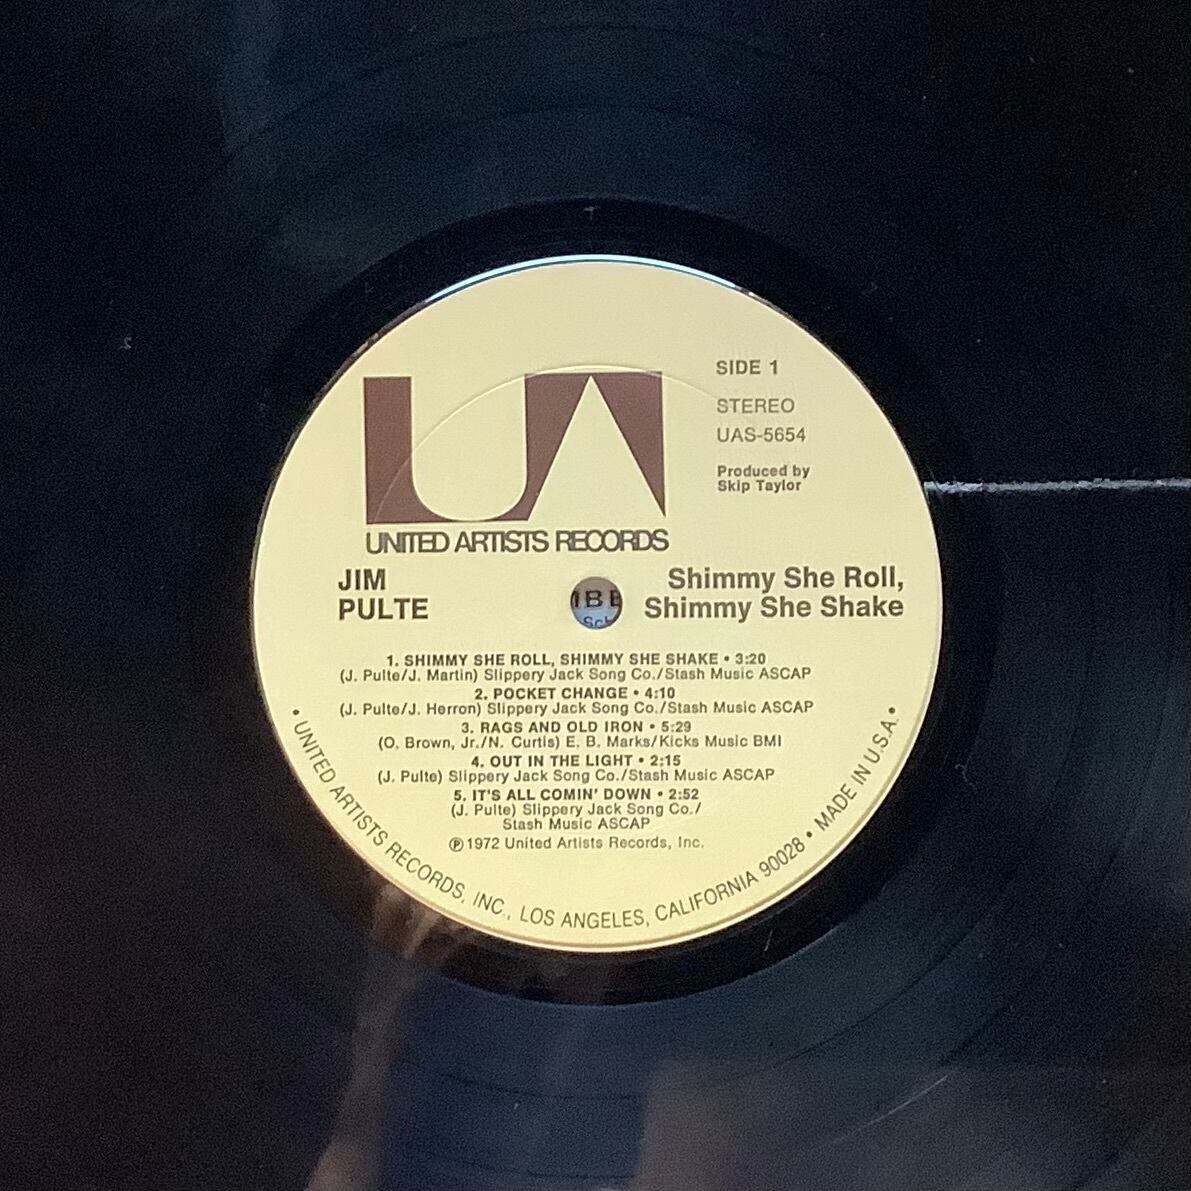 SIDE 1
STEREO
UAS-5654
Produced by
Skip Taylor
UA
UNITED ARTISTS RECORDS
JIM
PULTE
Shimmy She Roll,
Shimmy She Shake
1. SHIMMY SHE ROLL, SHIMMY SHE SHAKE • 3:20
(J. Pulte/J. Martin) Slippery Jack Song Co./Stash Music ASCAP
2. POCKET CHANGE • 4:10
(J. Pulte/J. Herron) Slippery Jack Song Co./Stash Music ASCAP
3. RAGS AND OLD IRON • 5:29
(O. Brown, Jr./N. Curtis) E. B. Marks/Kicks Music BMI
4. OUT IN THE LIGHT • 2:15
(J. Pulte) Slippery Jack Song Co./Stash Music ASCAP
5. IT'S ALL COMIN' DOWN • 2:52
(J. Pulte) Slippery Jack Song Co./
Stash Music ASCAP
℗ 1972 United Artists Records, Inc.
• UNITED ARTISTS RECORDS, INC., LOS ANGELES, CALIFORNIA 90028 • MADE IN U.S.A. •